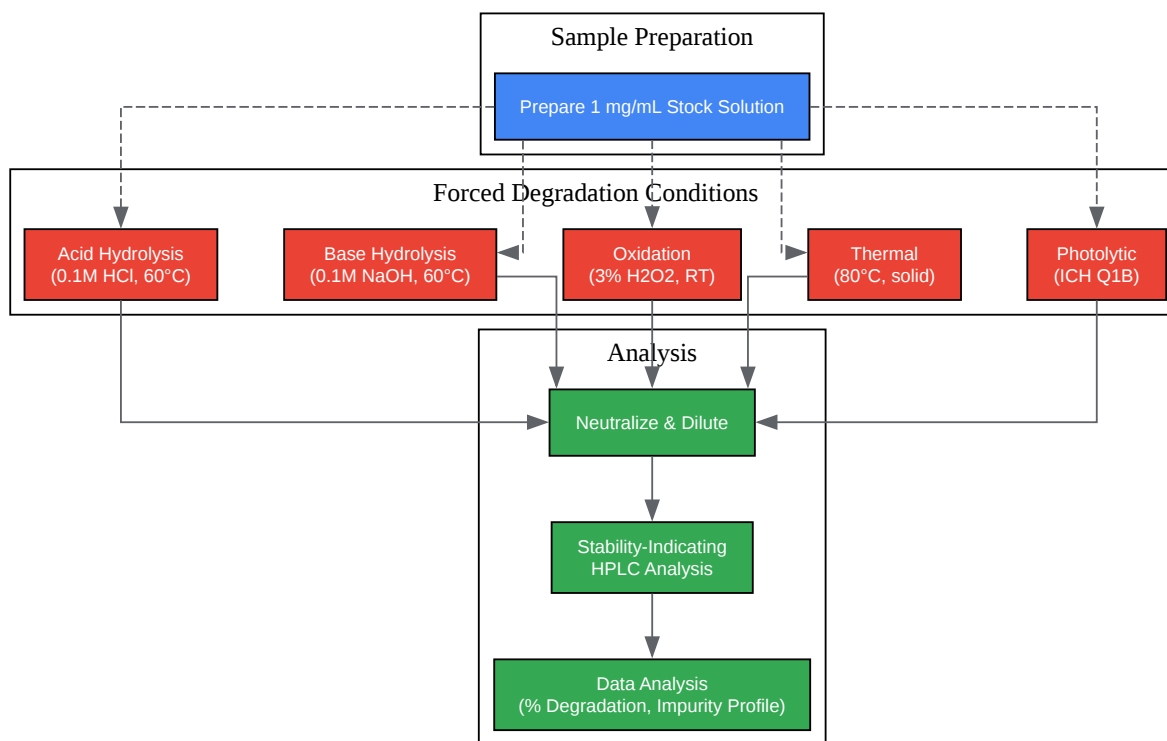 Sample Preparation
Prepare 1 mg/mL Stock Solution
Forced Degradation Conditions
Acid Hydrolysis
(0.1M HCl, 60°C)
Base Hydrolysis
(0.1M NaOH, 60°C)
Oxidation
(3% H2O2, RT)
Thermal
(80°C, solid)
Photolytic
(ICH Q1B)
Analysis
Neutralize & Dilute
Stability-Indicating
HPLC Analysis
Data Analysis
(% Degradation, Impurity Profile)